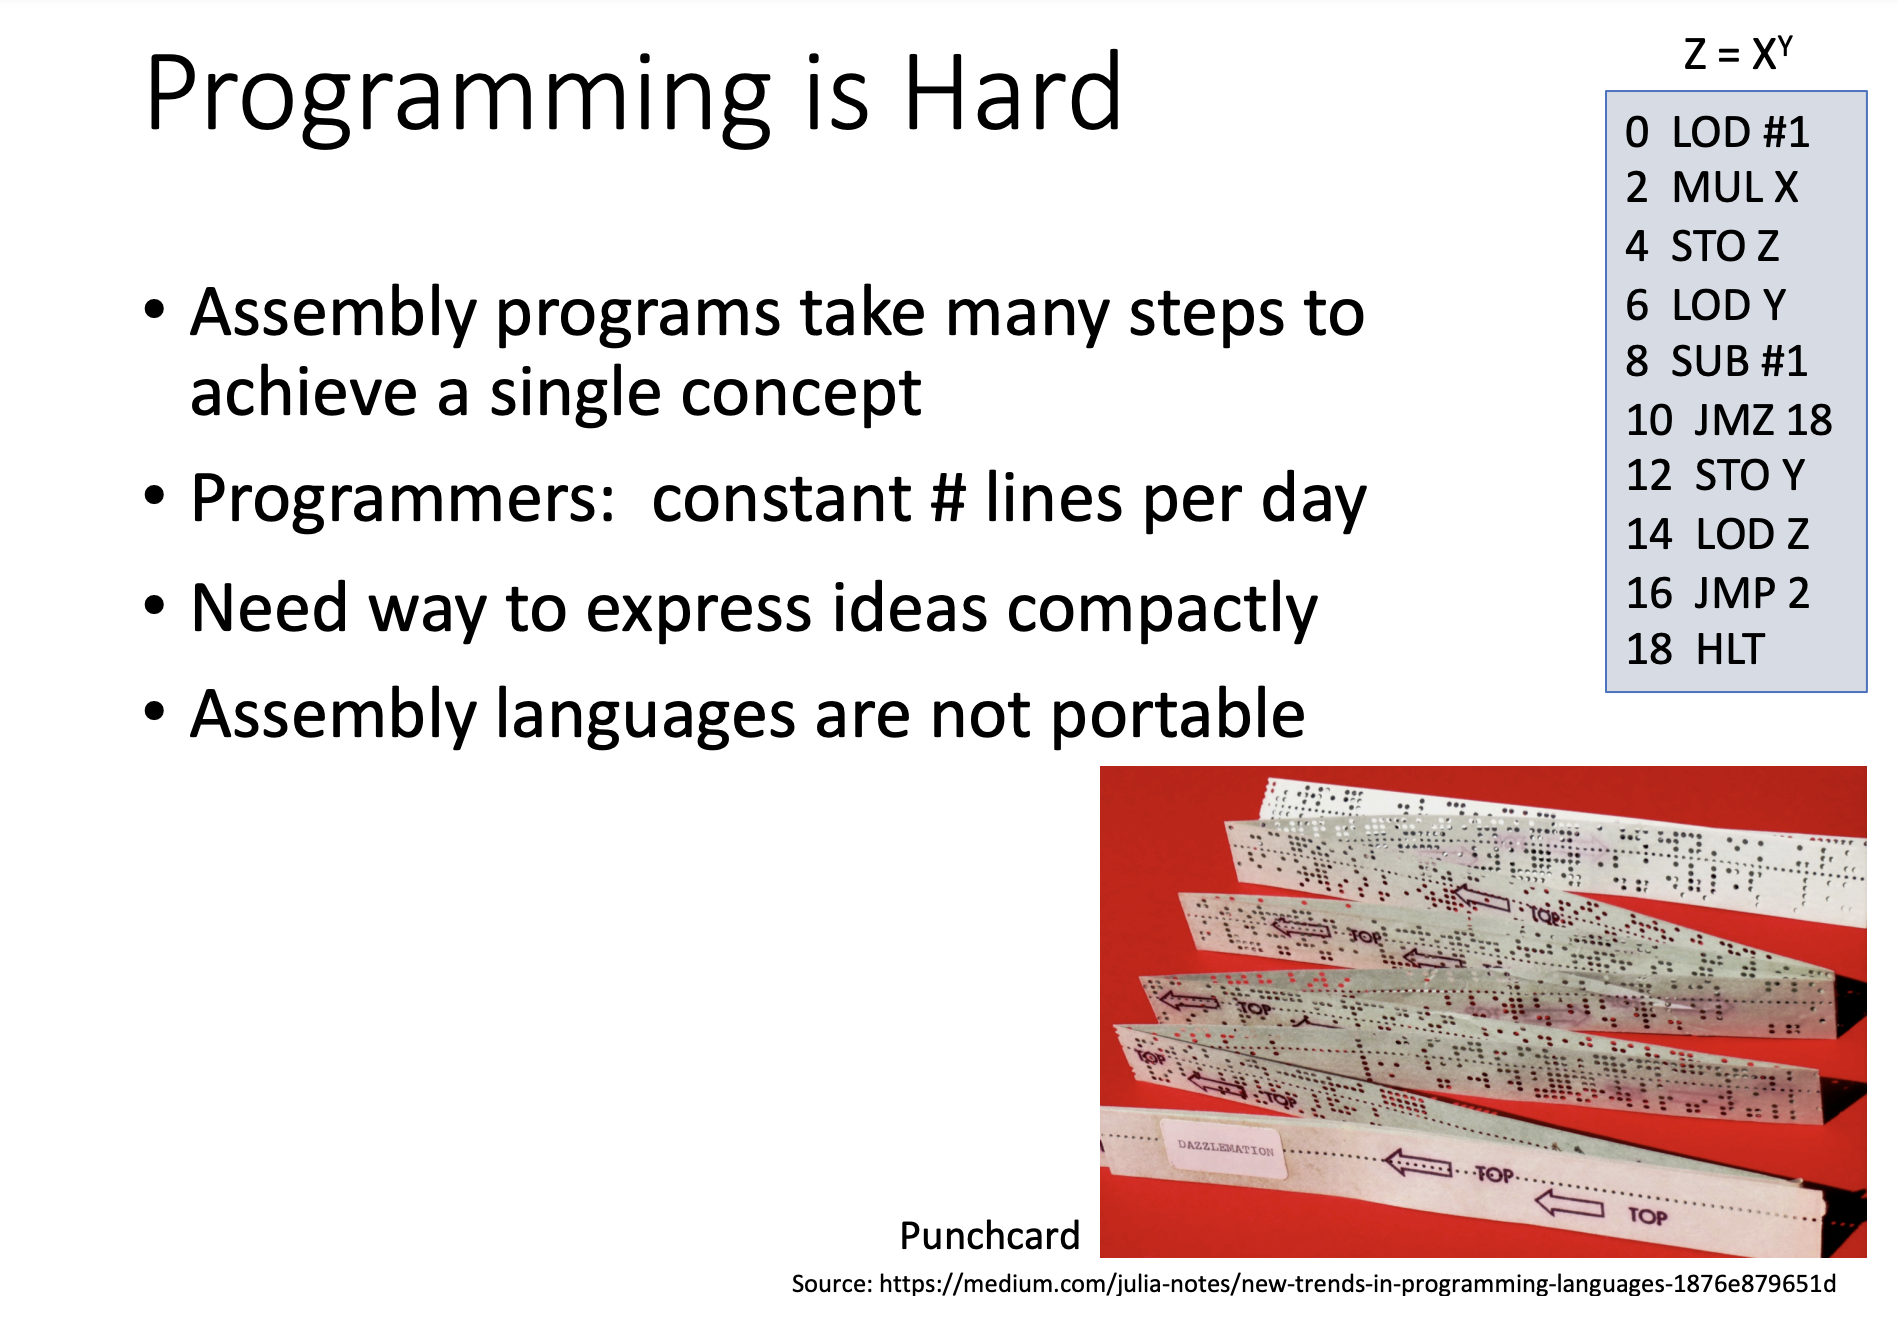 Programming is Hard
• Assembly programs take many steps to
achieve a single concept
• Programmers:  constant # lines per day
• Need way to express ideas compactly
• Assembly languages are not portable
Z = Xʸ
0 LOD #1
2 MUL X
4 STO Z
6 LOD Y
8 SUB #1
10 JMZ 18
12 STO Y
14 LOD Z
16 JMP 2
18 HLT
TOP
TOP
TOP
TOP
TOP
DAZZLEMATION
TOP
TOP
Punchcard
Source: https://medium.com/julia-notes/new-trends-in-programming-languages-1876e879651d